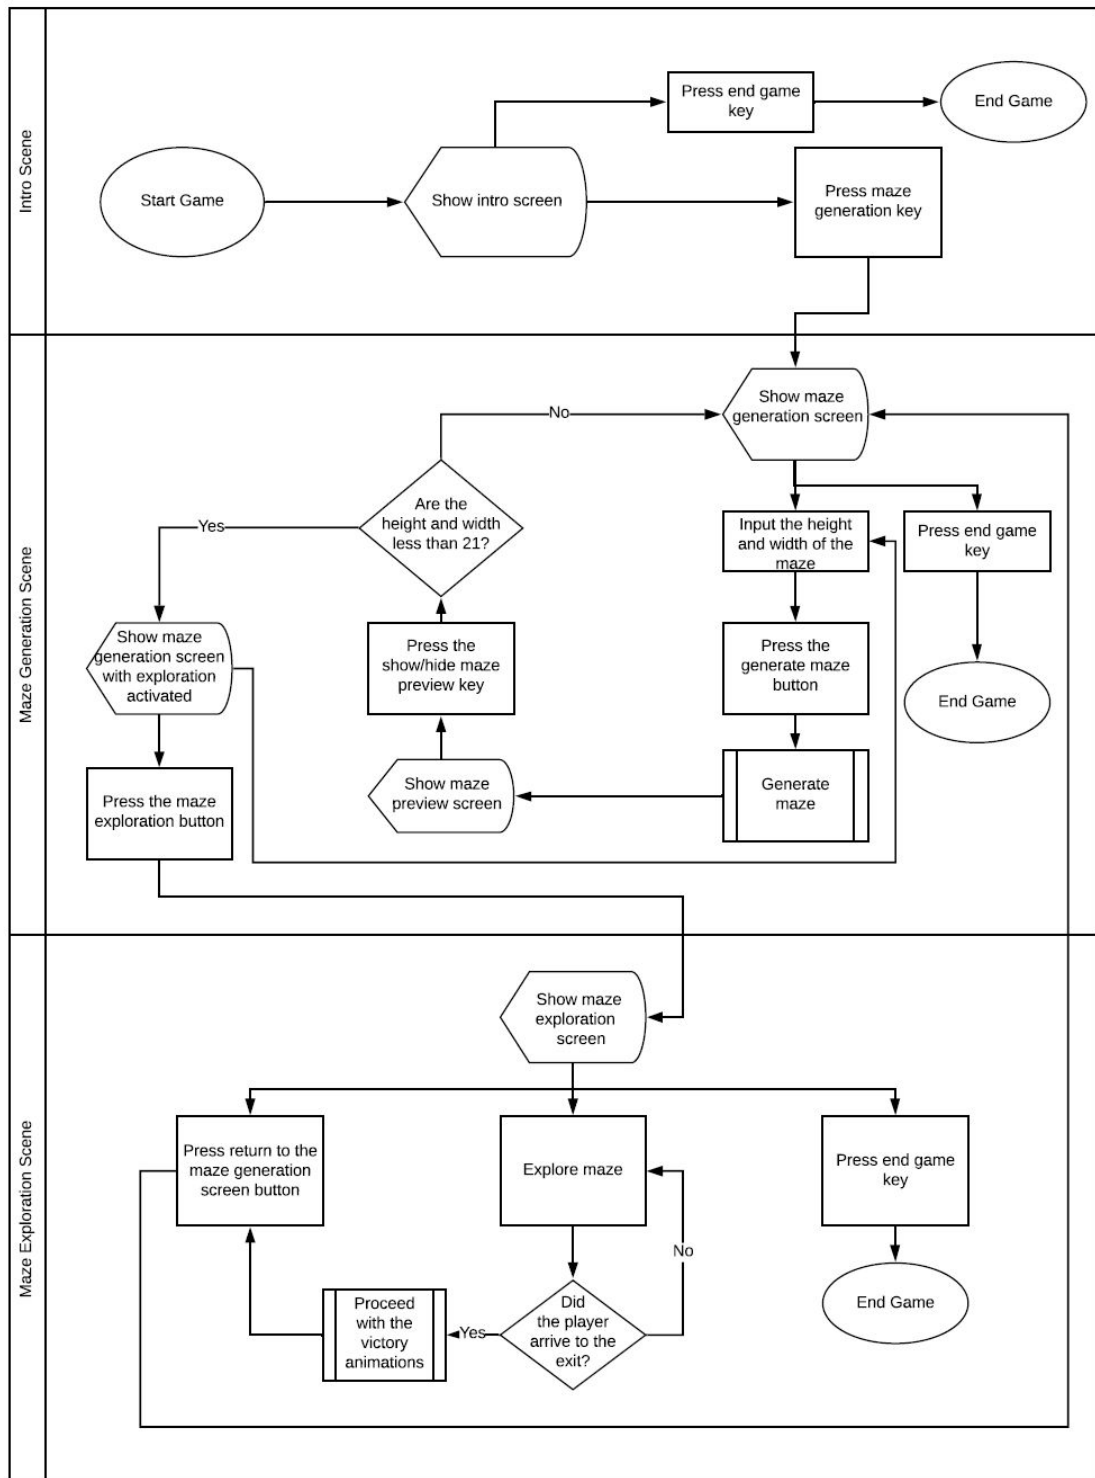 Intro Scene
Press end game
key
End Game
Start Game
Show intro screen
Press maze
generation key
Maze Generation Scene
Show maze
generation screen
No
Are the
height and width
less than 21?
Yes
Input the height
and width of the
maze
Press end game
key
Show maze
generation screen
with exploration
activated
Press the
show/hide maze
preview key
Press the
generate maze
button
End Game
Press the maze
exploration button
Show maze
preview screen
Generate
maze
Maze Exploration Scene
Show maze
exploration
screen
Press return to the
maze generation
screen button
Explore maze
Press end game
key
No
Proceed
with the
victory
animations
Yes
Did
the player
arrive to the
exit?
End Game